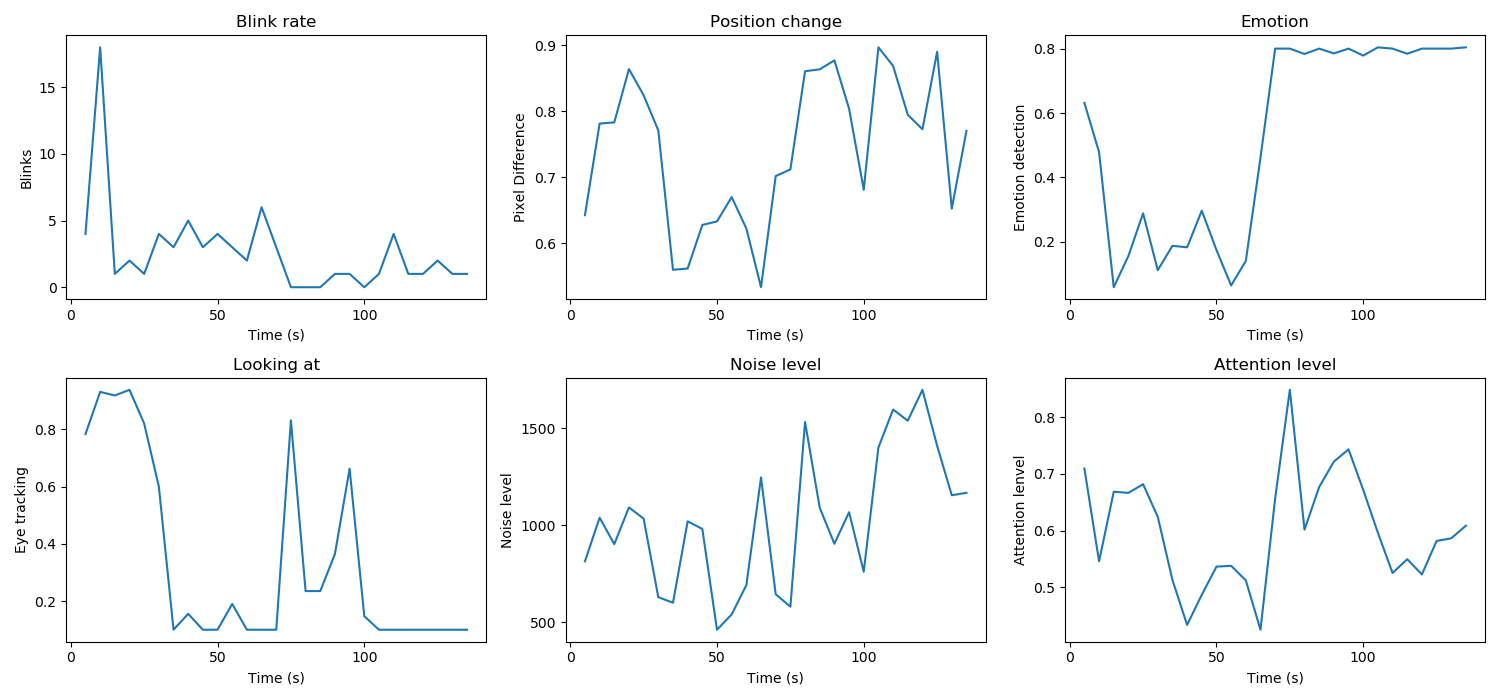 Blink rate
Blinks
15
10
5
0
0
50
100
Time (s)
Position change
Pixel Difference
0.9
0.8
0.7
0.6
0
50
100
Time (s)
Emotion
Emotion detection
0.8
0.6
0.4
0.2
0
50
100
Time (s)
Looking at
Eye tracking
0.8
0.6
0.4
0.2
0
50
100
Time (s)
Noise level
Noise level
1500
1000
500
0
50
100
Time (s)
Attention level
Attention lenvel
0.8
0.7
0.6
0.5
0
50
100
Time (s)